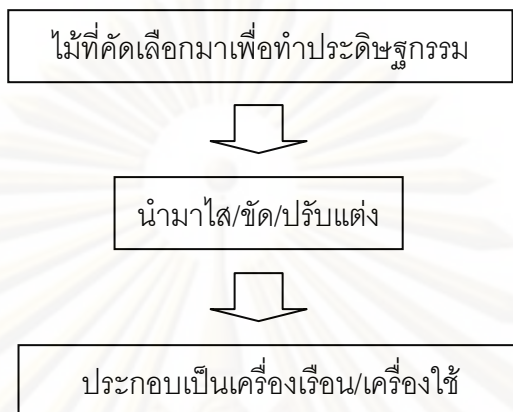 ไม้ที่คัดเลือกมาเพื่อทำประดิษฐกรรม
นำมาไส/ขัด/ปรับแต่ง
ประกอบเป็นเครื่องเรือน/เครื่องใช้